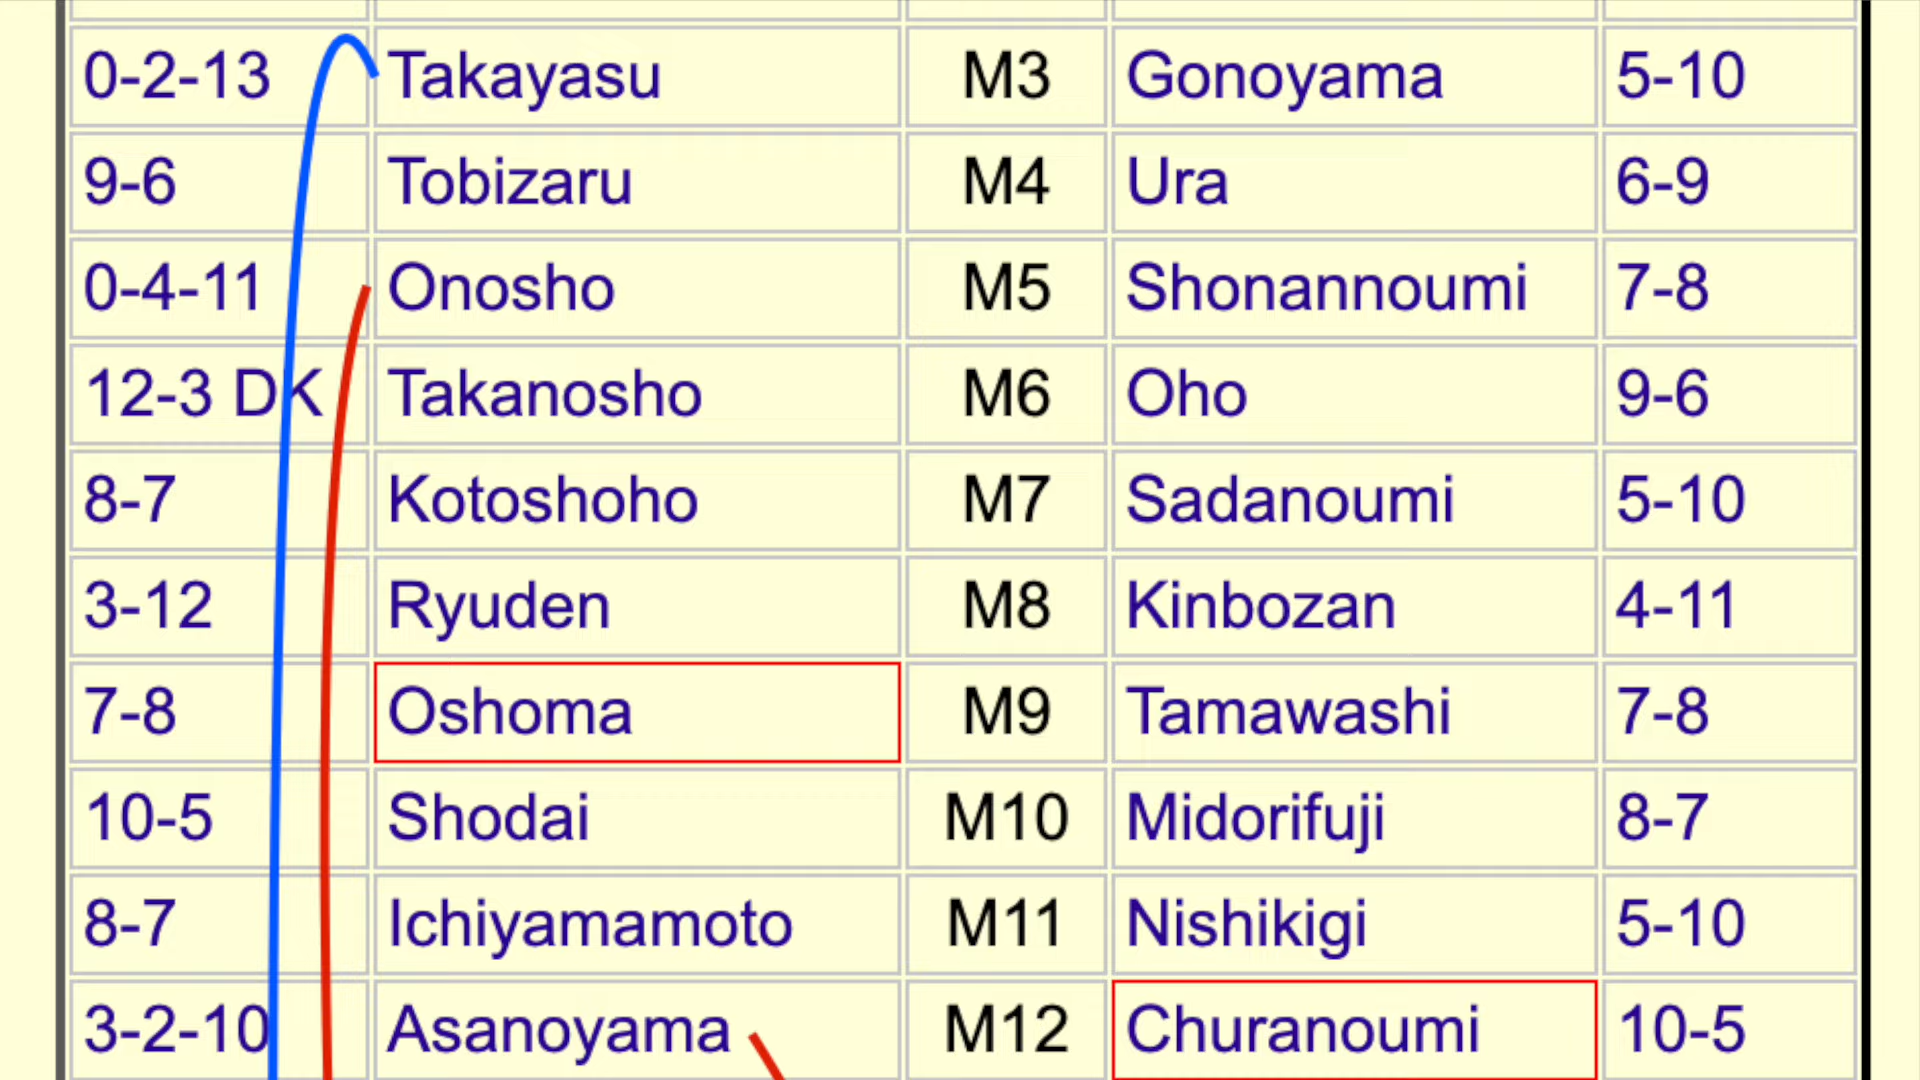 0-2-13 Takayasu M3 Gonoyama 5-10
9-6 Tobizaru M4 Ura 6-9
0-4-11 Onosho M5 Shonannoumi 7-8
12-3 DK Takanosho M6 Oho 9-6
8-7 Kotoshoho M7 Sadanoumi 5-10
3-12 Ryuden M8 Kinbozan 4-11
7-8 Oshoma M9 Tamawashi 7-8
10-5 Shodai M10 Midorifuji 8-7
8-7 Ichiyamamoto M11 Nishikigi 5-10
3-2-10 Asanoyama M12 Churanoumi 10-5